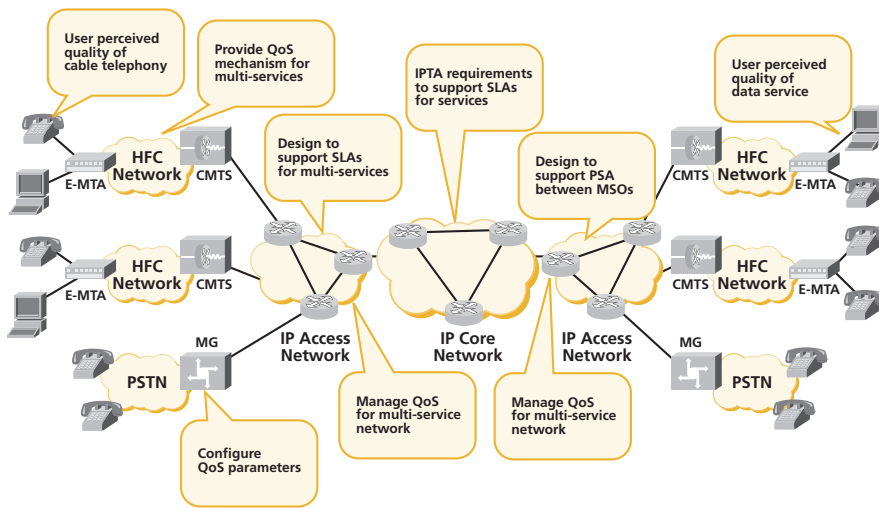 User perceived
quality of
cable telephony
Provide QoS
mechanism for
multi-services
IPTA requirements
to support SLAs
for services
User perceived
quality of
data service
Design to
support SLAs
for multi-services
Design to
support PSA
between MSOs
HFC
Network
E-MTA
CMTS
CMTS
HFC
Network
E-MTA
HFC
Network
E-MTA
CMTS
CMTS
HFC
Network
E-MTA
IP Access
Network
IP Core
Network
IP Access
Network
MG
PSTN
MG
PSTN
Manage QoS
for multi-service
network
Manage QoS
for multi-service
network
Configure
QoS parameters